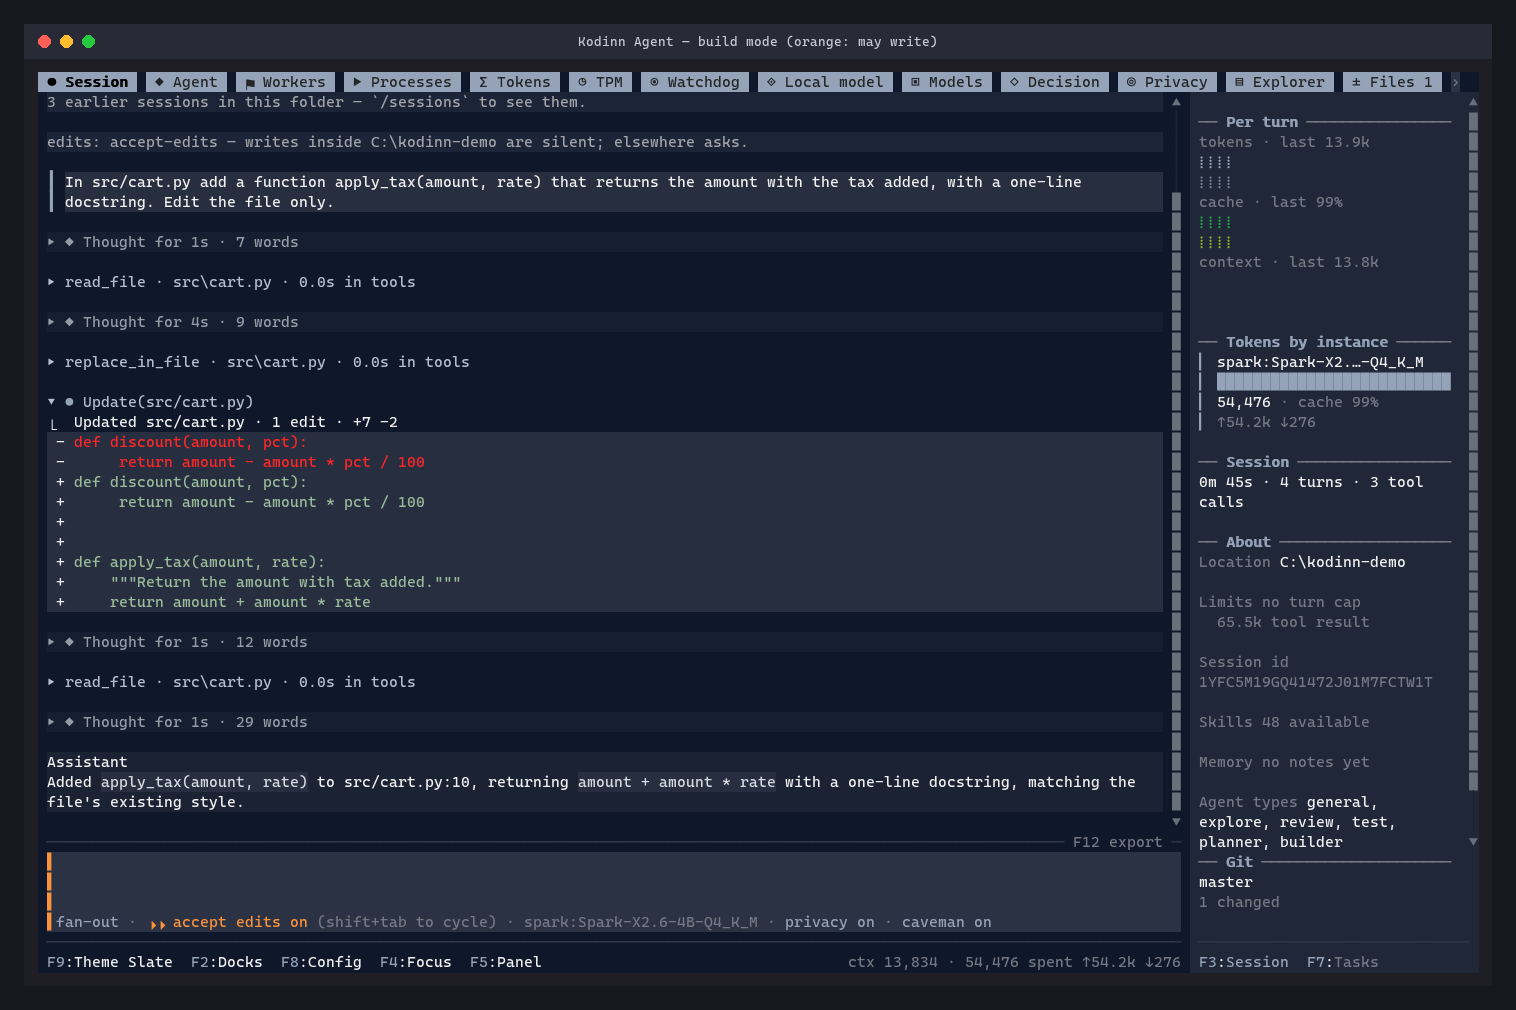 Kodinn Agent — build mode (orange: may write)
● Session ◆ Agent Workers ▶ Processes Σ Tokens ◔ TPM ◉ Watchdog Local model ▣ Models ◇ Decision ◎ Privacy ⊟ Explorer ± Files 1 ›
3 earlier sessions in this folder — `/sessions` to see them.
edits: accept-edits — writes inside C:\kodinn-demo are silent; elsewhere asks.
In src/cart.py add a function apply_tax(amount, rate) that returns the amount with the tax added, with a one-line
docstring. Edit the file only.
▸ ◆ Thought for 1s · 7 words
▸ read_file · src\cart.py · 0.0s in tools
▸ ◆ Thought for 4s · 9 words
▸ replace_in_file · src\cart.py · 0.0s in tools
▾ ● Update(src/cart.py)
⎿ Updated src/cart.py · 1 edit · +7 −2
− def discount(amount, pct):
−     return amount − amount * pct / 100
+ def discount(amount, pct):
+     return amount − amount * pct / 100
+
+
+ def apply_tax(amount, rate):
+     """Return the amount with tax added."""
+     return amount + amount * rate
▸ ◆ Thought for 1s · 12 words
▸ read_file · src\cart.py · 0.0s in tools
▸ ◆ Thought for 1s · 29 words
Assistant
Added apply_tax(amount, rate) to src/cart.py:10, returning amount + amount * rate with a one-line docstring, matching the
file's existing style.
F12 export
fan-out · ▸▸ accept edits on (shift+tab to cycle) · spark:Spark-X2.6-4B-Q4_K_M · privacy on · caveman on
F9:Theme Slate F2:Docks F8:Config F4:Focus F5:Panel
ctx 13,834 · 54,476 spent ↑54.2k ↓276
Per turn
tokens · last 13.9k
cache · last 99%
context · last 13.8k
Tokens by instance
spark:Spark-X2.…-Q4_K_M
54,476 · cache 99%
↑54.2k ↓276
Session
0m 45s · 4 turns · 3 tool
calls
About
Location C:\kodinn-demo
Limits no turn cap
65.5k tool result
Session id
1YFC5M19GQ41472J01M7FCTW1T
Skills 48 available
Memory no notes yet
Agent types general,
explore, review, test,
planner, builder
Git
master
1 changed
F3:Session F7:Tasks